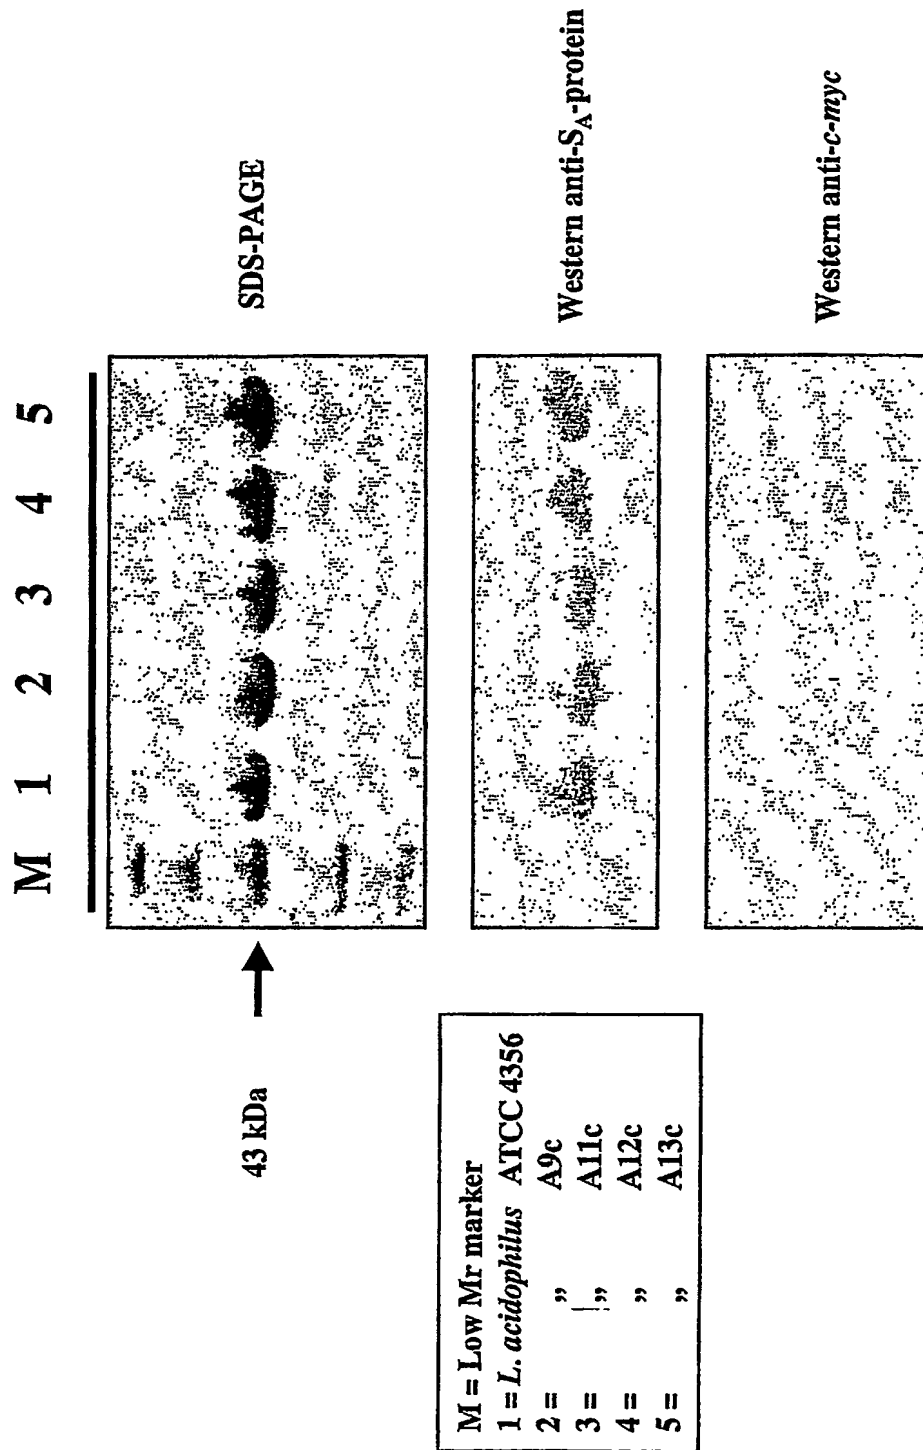 M 1 2 3 4 5
43 kDa
SDS-PAGE
Western anti-SA-protein
Western anti-c-myc
M = Low Mr marker
1 = L. acidophilus ATCC 4356
2 = ” A9c
3 = ” A11c
4 = ” A12c
5 = ” A13c